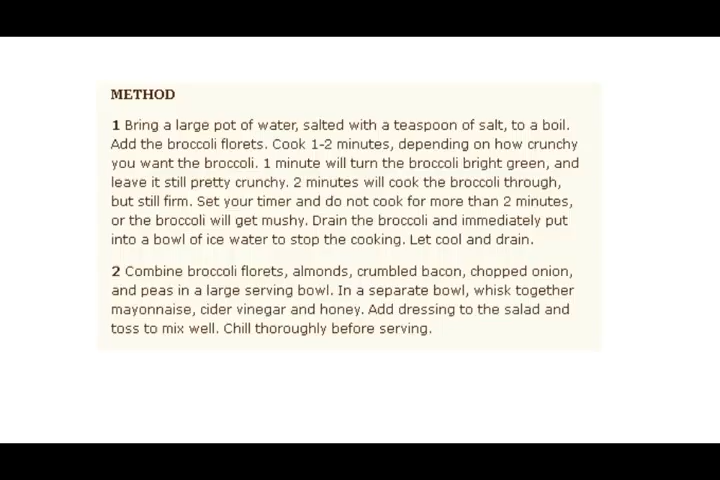 METHOD
1 Bring a large pot of water, salted with a teaspoon of salt, to a boil.
Add the broccoli florets. Cook 1-2 minutes, depending on how crunchy
you want the broccoli. 1 minute will turn the broccoli bright green, and
leave it still pretty crunchy. 2 minutes will cook the broccoli through,
but still firm. Set your timer and do not cook for more than 2 minutes,
or the broccoli will get mushy. Drain the broccoli and immediately put
into a bowl of ice water to stop the cooking. Let cool and drain.
2 Combine broccoli florets, almonds, crumbled bacon, chopped onion,
and peas in a large serving bowl. In a separate bowl, whisk together
mayonnaise, cider vinegar and honey. Add dressing to the salad and
toss to mix well. Chill thoroughly before serving.